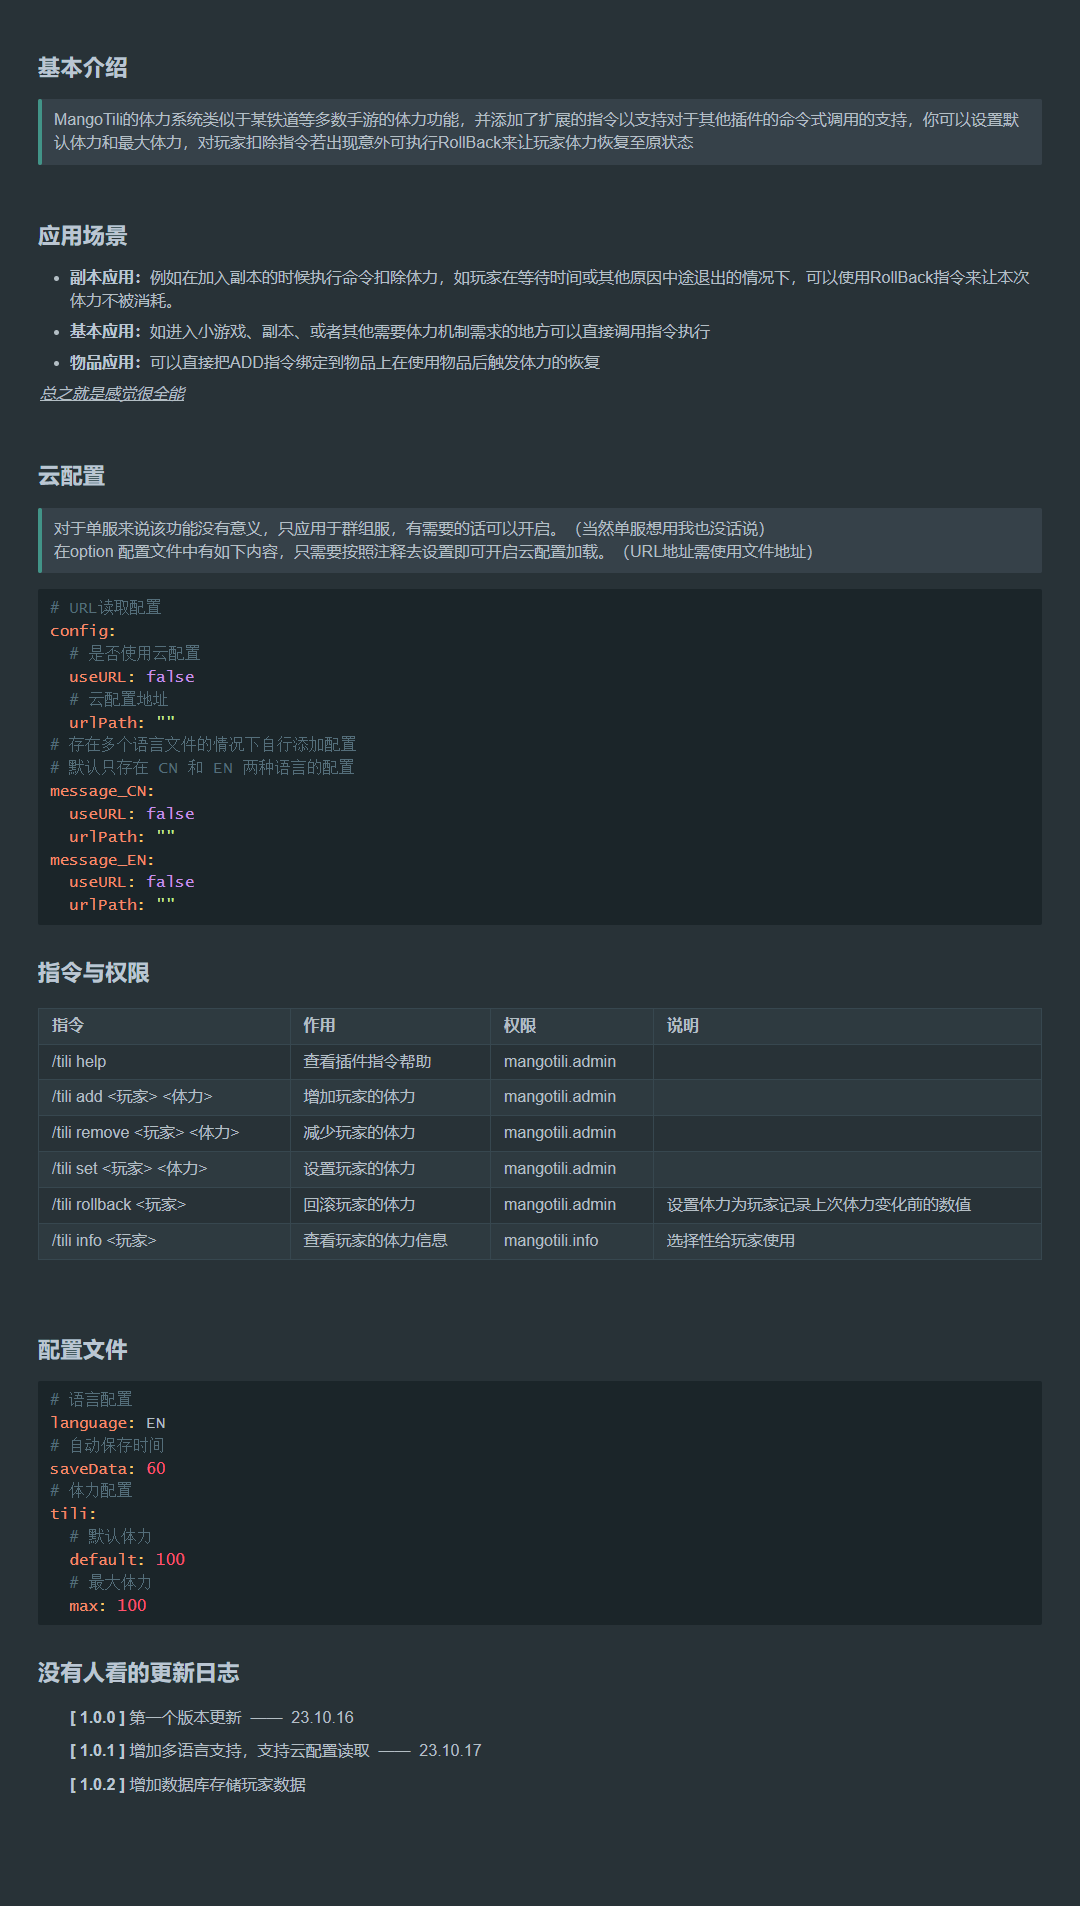 基本介绍
MangoTili的体力系统类似于某铁道等多数手游的体力功能，并添加了扩展的指令以支持对于其他插件的命令式调用的支持，你可以设置默
认体力和最大体力，对玩家扣除指令若出现意外可执行RollBack来让玩家体力恢复至原状态
应用场景
• 副本应用：例如在加入副本的时候执行命令扣除体力，如玩家在等待时间或其他原因中途退出的情况下，可以使用RollBack指令来让本次
体力不被消耗。
• 基本应用：如进入小游戏、副本、或者其他需要体力机制需求的地方可以直接调用指令执行
• 物品应用：可以直接把ADD指令绑定到物品上在使用物品后触发体力的恢复
总之就是感觉很全能
云配置
对于单服来说该功能没有意义，只应用于群组服，有需要的话可以开启。（当然单服想用我也没话说）
在option 配置文件中有如下内容，只需要按照注释去设置即可开启云配置加载。（URL地址需使用文件地址）
# URL读取配置
config:
  # 是否使用云配置
  useURL: false
  # 云配置地址
  urlPath: ""
# 存在多个语言文件的情况下自行添加配置
# 默认只存在 CN 和 EN 两种语言的配置
message_CN:
  useURL: false
  urlPath: ""
message_EN:
  useURL: false
  urlPath: ""
指令与权限
指令 作用 权限 说明
/tili help 查看插件指令帮助 mangotili.admin
/tili add <玩家> <体力> 增加玩家的体力 mangotili.admin
/tili remove <玩家> <体力> 减少玩家的体力 mangotili.admin
/tili set <玩家> <体力> 设置玩家的体力 mangotili.admin
/tili rollback <玩家> 回滚玩家的体力 mangotili.admin 设置体力为玩家记录上次体力变化前的数值
/tili info <玩家> 查看玩家的体力信息 mangotili.info 选择性给玩家使用
配置文件
# 语言配置
language: EN
# 自动保存时间
saveData: 60
# 体力配置
tili:
  # 默认体力
  default: 100
  # 最大体力
  max: 100
没有人看的更新日志
[ 1.0.0 ] 第一个版本更新 —— 23.10.16
[ 1.0.1 ] 增加多语言支持，支持云配置读取 —— 23.10.17
[ 1.0.2 ] 增加数据库存储玩家数据